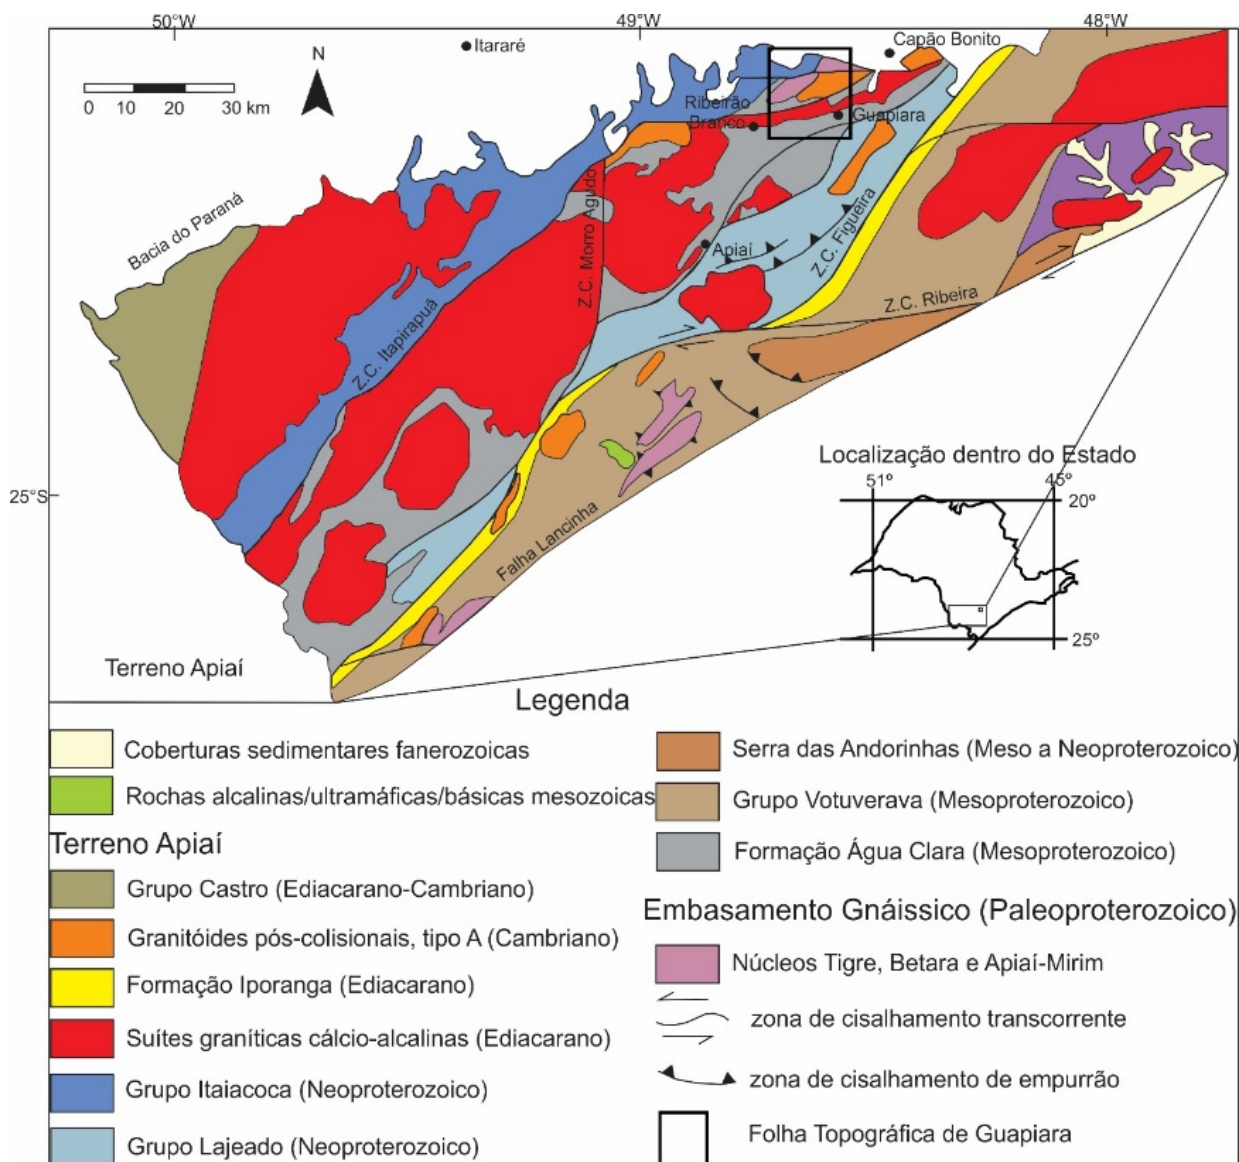 50°W 49°W 48°W
Itararé
Capão Bonito
N
0 10 20 30 km
Ribeirão
Branco
Guapiara
Z.C. Morro Agudo
Bacia do Paraná
Apiaí
Z.C. Figueira
Z.C. Itapirapuã
Z.C. Ribeira
25°S
Falha Lancinha
Localização dentro do Estado
51° 45°
20°
25°
Terreno Apiaí
Legenda
Coberturas sedimentares fanerozoicas
Rochas alcalinas/ultramáficas/básicas mesozoicas
Terreno Apiaí
Grupo Castro (Ediacarano-Cambriano)
Granitóides pós-colisionais, tipo A (Cambriano)
Formação Iporanga (Ediacarano)
Suítes graníticas cálcio-alcalinas (Ediacarano)
Grupo Itaiacoca (Neoproterozoico)
Grupo Lajeado (Neoproterozoico)
Serra das Andorinhas (Meso a Neoproterozoico)
Grupo Votuverava (Mesoproterozoico)
Formação Água Clara (Mesoproterozoico)
Embasamento Gnáissico (Paleoproterozoico)
Núcleos Tigre, Betara e Apiaí-Mirim
zona de cisalhamento transcorrente
zona de cisalhamento de empurrão
Folha Topográfica de Guapiara